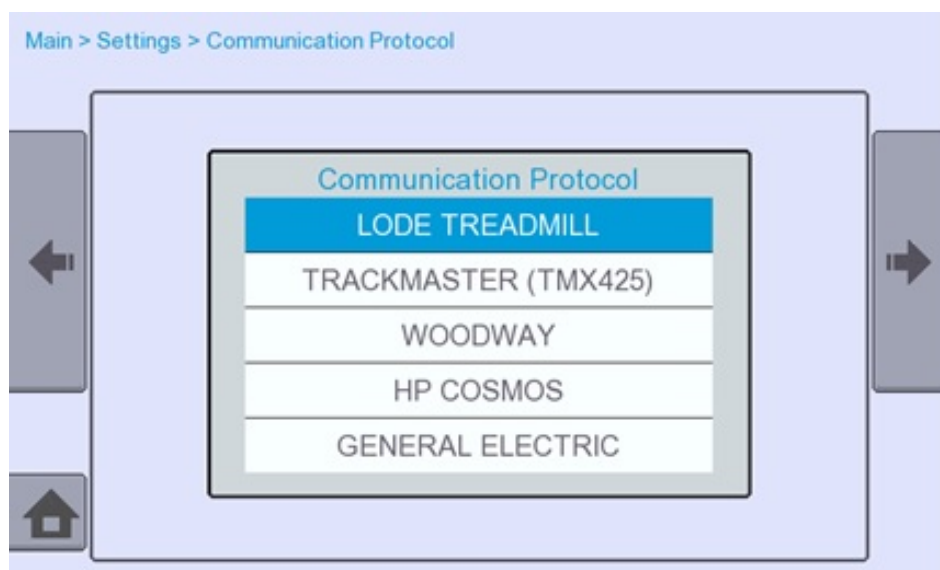 Main > Settings > Communication Protocol
Communication Protocol
LODE TREADMILL
TRACKMASTER (TMX425)
WOODWAY
HP COSMOS
GENERAL ELECTRIC